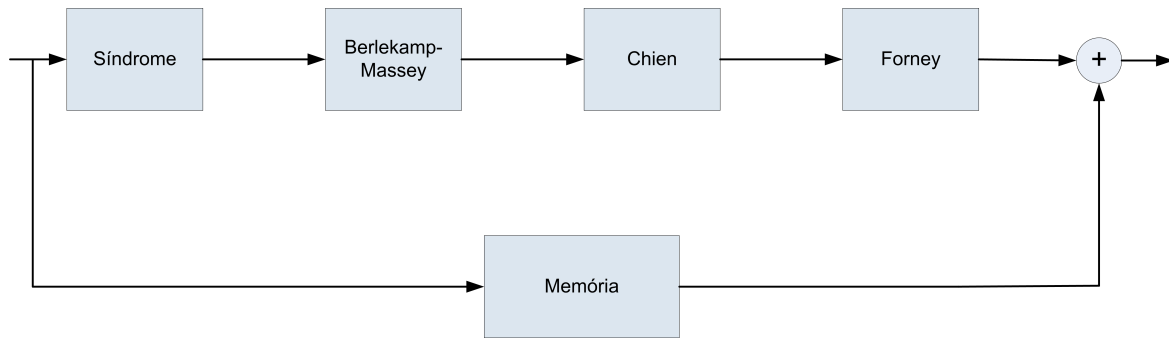 Síndrome
Berlekamp-
Massey
Chien
Forney
+
Memória